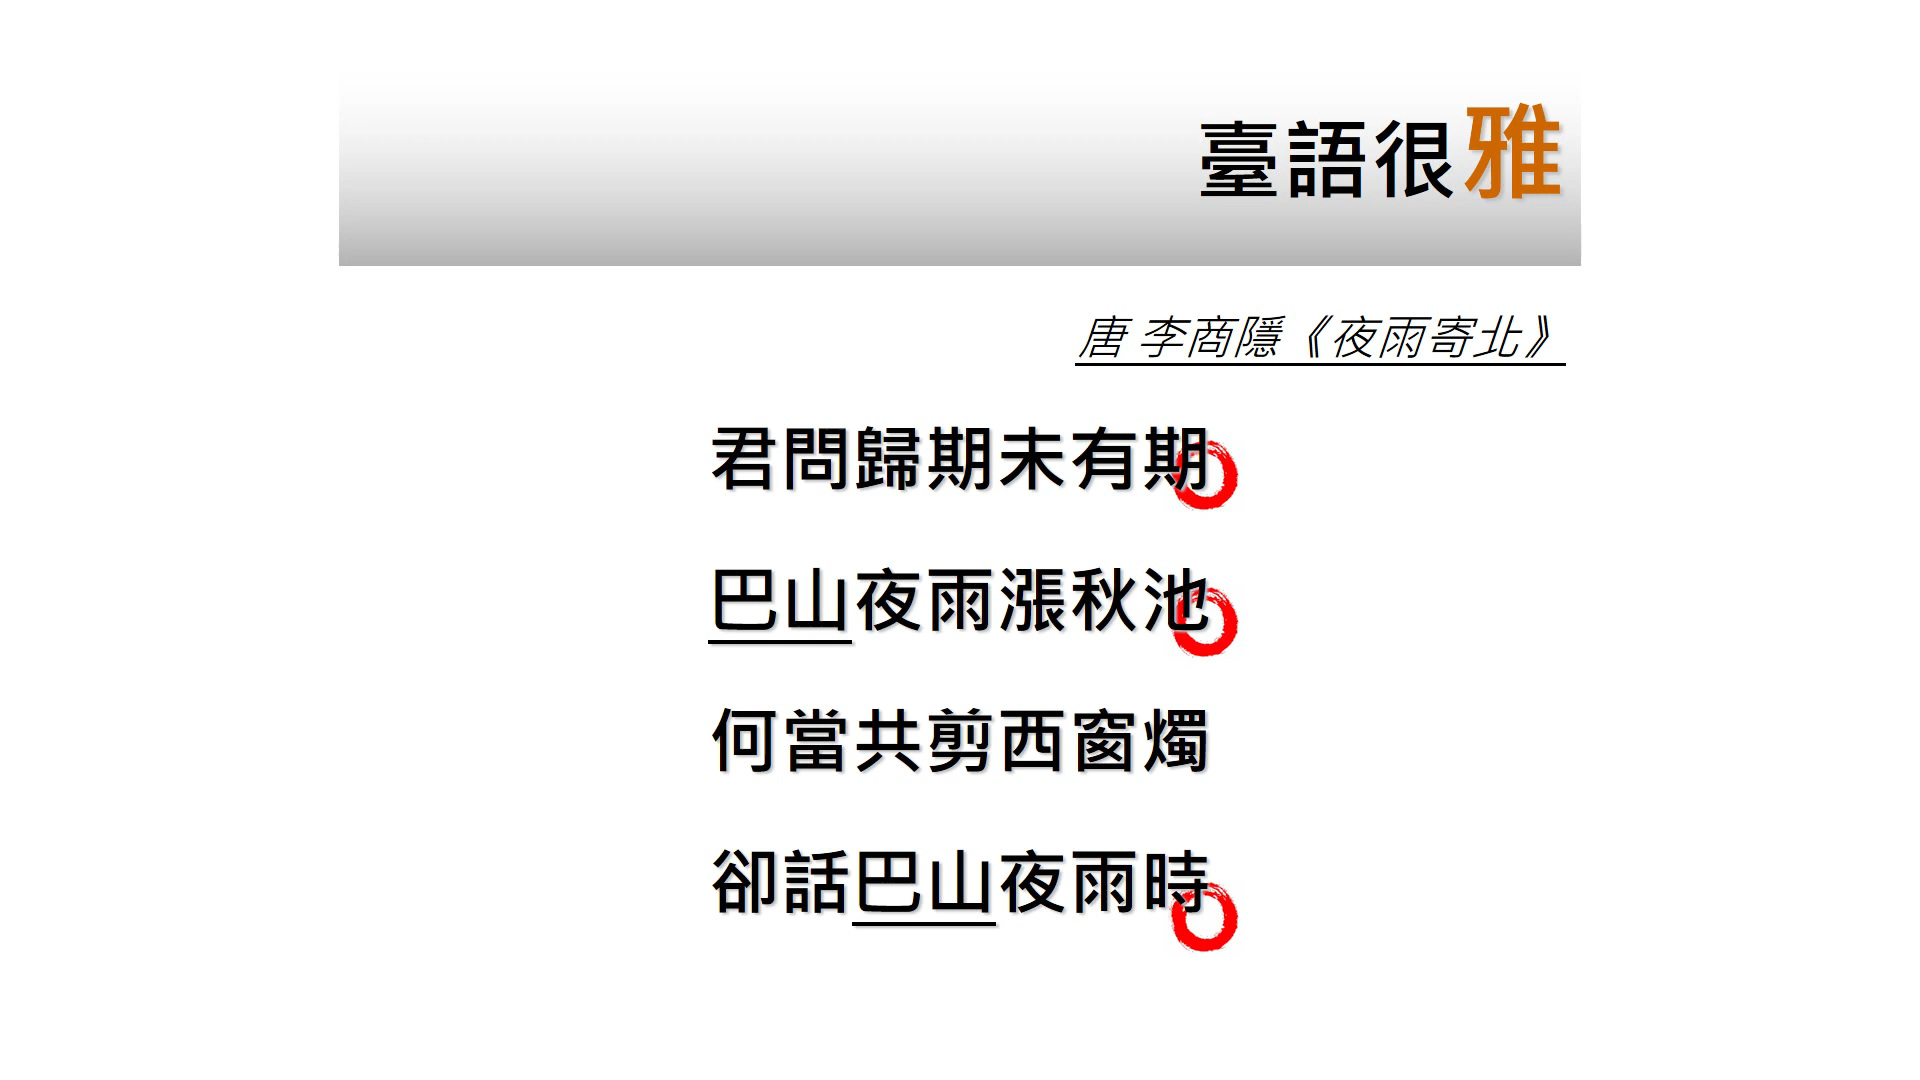 臺語很雅
唐 李商隱《夜雨寄北》
君問歸期未有期
巴山夜雨漲秋池
何當共剪西窗燭
卻話巴山夜雨時